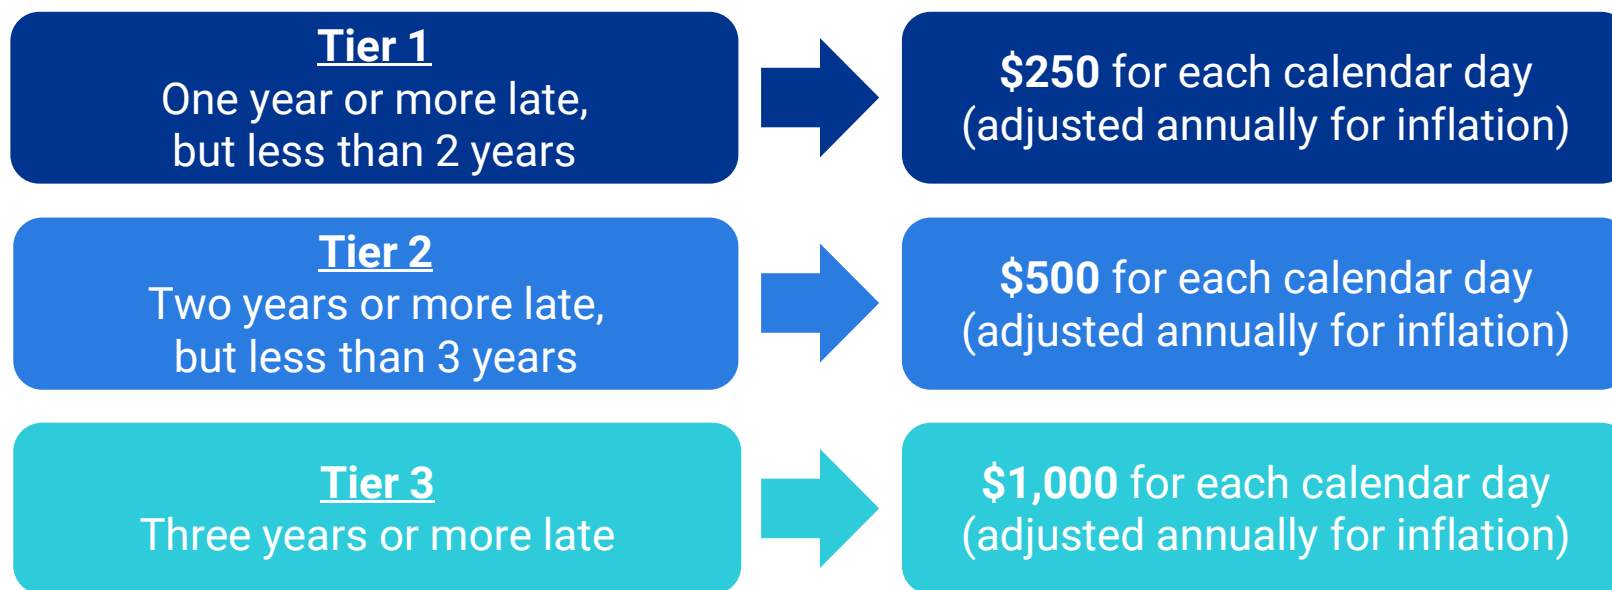 Tier 1
One year or more late,
but less than 2 years
$250 for each calendar day
(adjusted annually for inflation)
Tier 2
Two years or more late,
but less than 3 years
$500 for each calendar day
(adjusted annually for inflation)
Tier 3
Three years or more late
$1,000 for each calendar day
(adjusted annually for inflation)